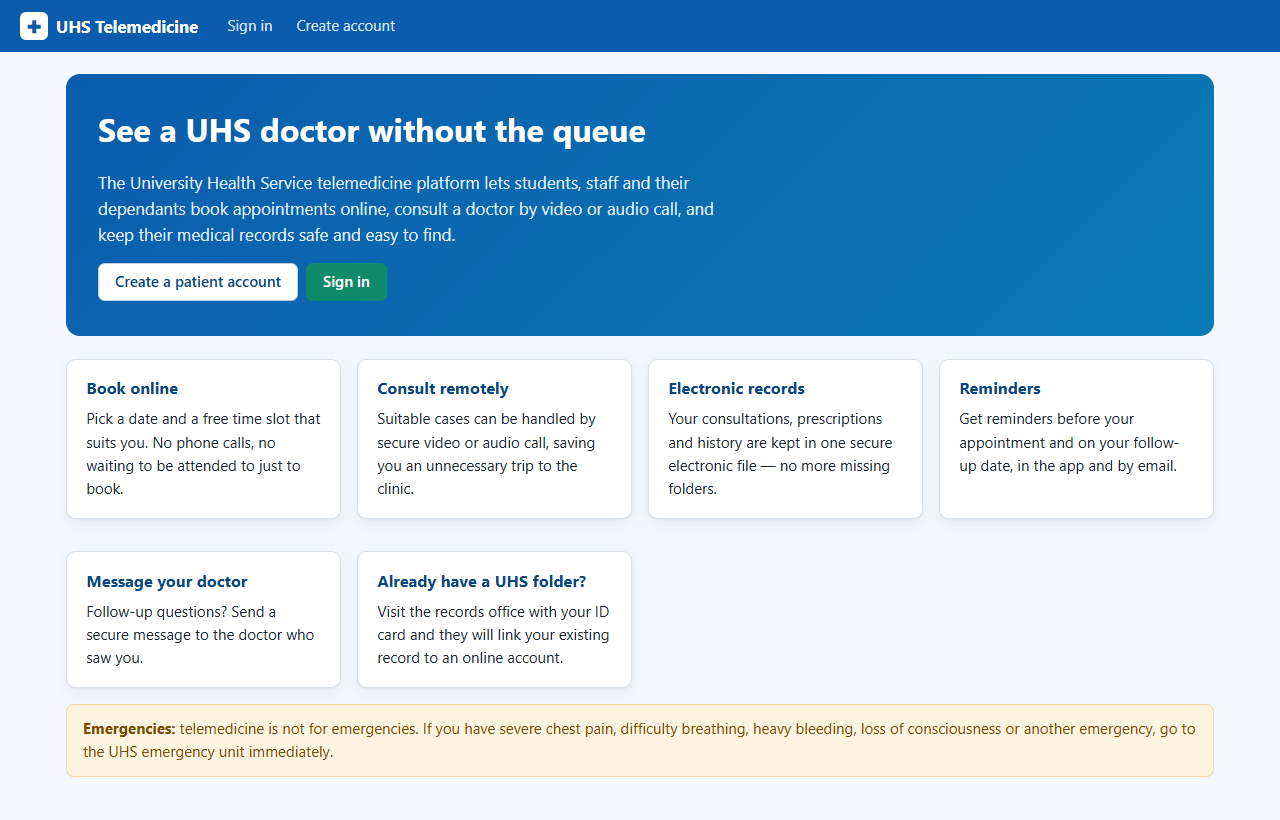 UHS Telemedicine Sign in Create account
See a UHS doctor without the queue
The University Health Service telemedicine platform lets students, staff and their
dependants book appointments online, consult a doctor by video or audio call, and
keep their medical records safe and easy to find.
Create a patient account Sign in
Book online
Pick a date and a free time slot that
suits you. No phone calls, no
waiting to be attended to just to
book.
Consult remotely
Suitable cases can be handled by
secure video or audio call, saving
you an unnecessary trip to the
clinic.
Electronic records
Your consultations, prescriptions
and history are kept in one secure
electronic file — no more missing
folders.
Reminders
Get reminders before your
appointment and on your follow-
up date, in the app and by email.
Message your doctor
Follow-up questions? Send a
secure message to the doctor who
saw you.
Already have a UHS folder?
Visit the records office with your ID
card and they will link your existing
record to an online account.
Emergencies: telemedicine is not for emergencies. If you have severe chest pain, difficulty breathing, heavy bleeding, loss of consciousness or another emergency, go to
the UHS emergency unit immediately.